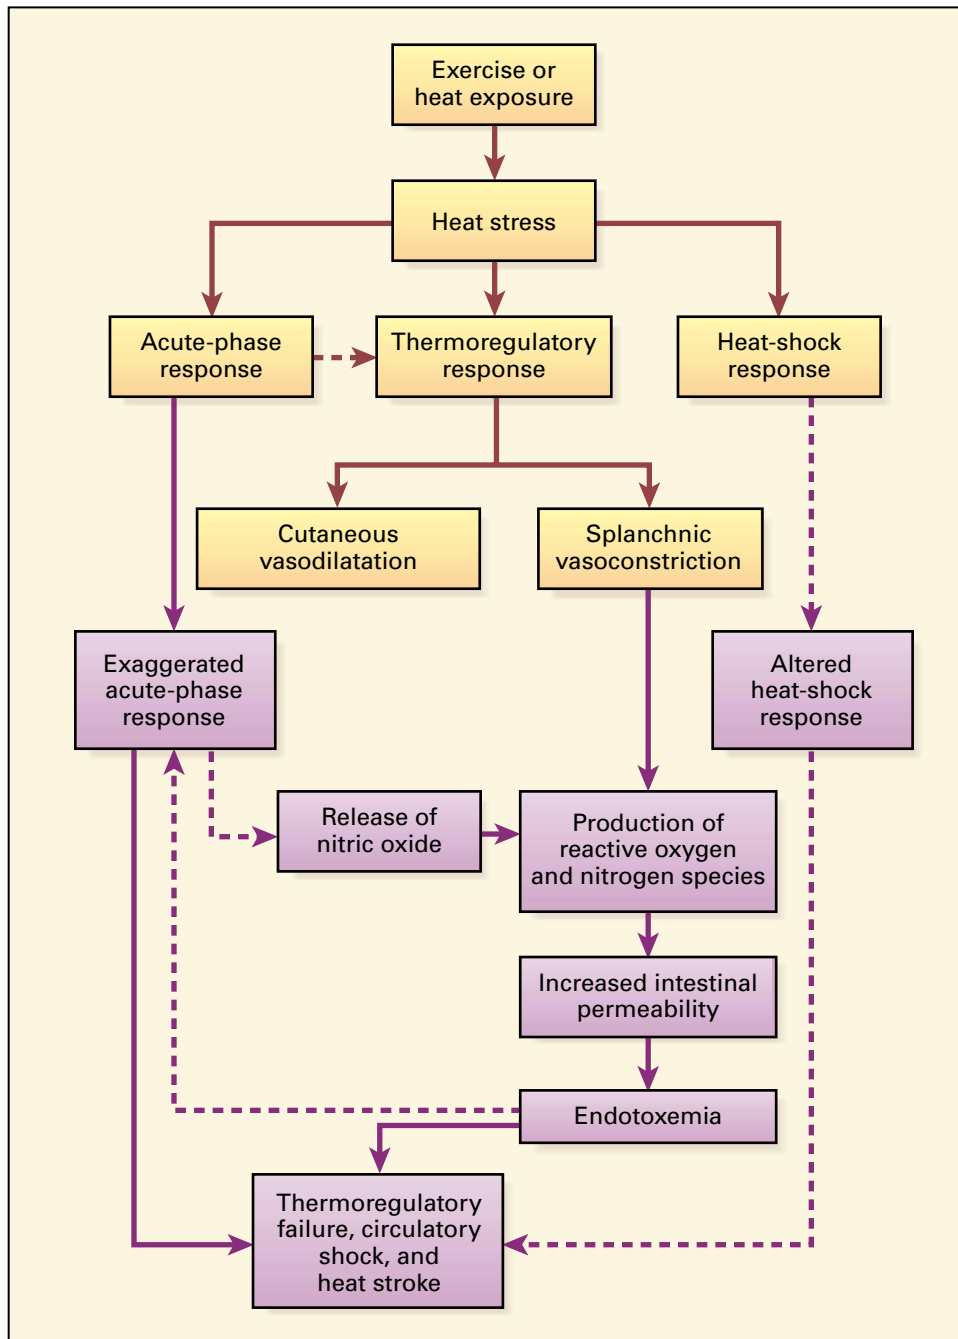 Exercise or
heat exposure
Heat stress
Acute-phase
response
Thermoregulatory
response
Heat-shock
response
Cutaneous
vasodilatation
Splanchnic
vasoconstriction
Exaggerated
acute-phase
response
Altered
heat-shock
response
Release of
nitric oxide
Production of
reactive oxygen
and nitrogen species
Increased intestinal
permeability
Endotoxemia
Thermoregulatory
failure, circulatory
shock, and
heat stroke